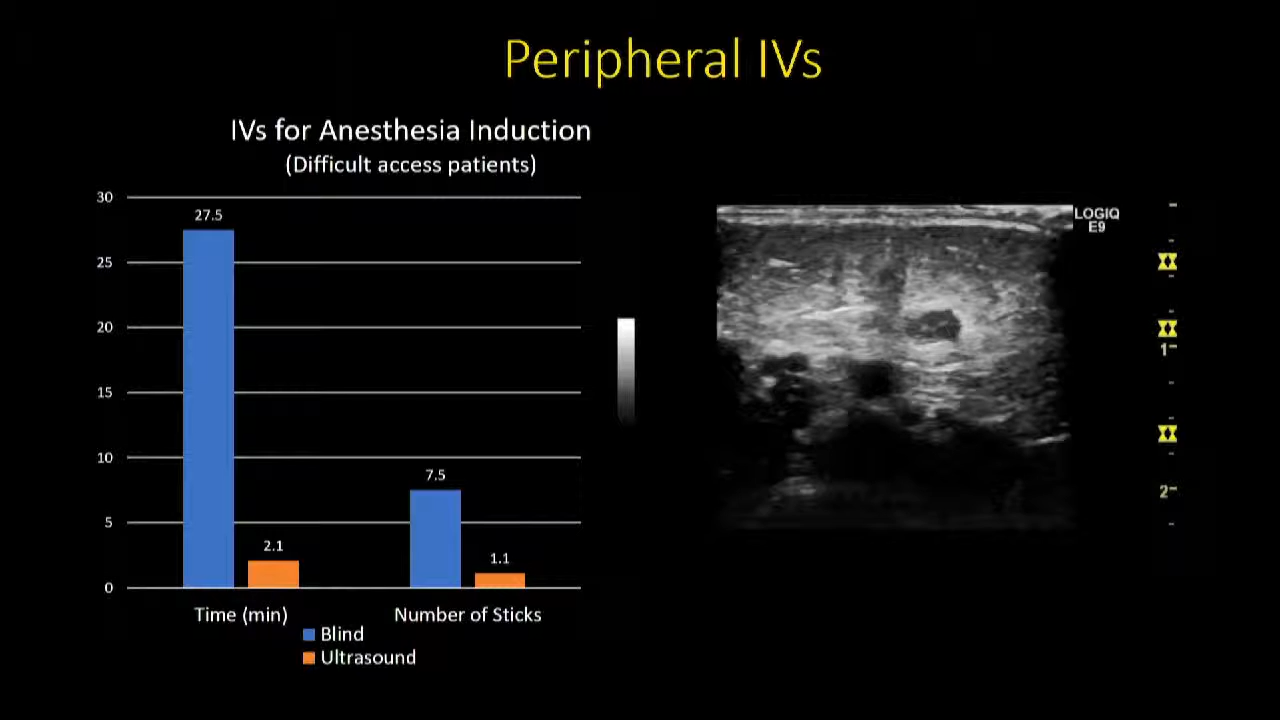 Peripheral IVs
IVs for Anesthesia Induction
(Difficult access patients)
30
25
20
15
10
5
0
27.5
2.1
7.5
1.1
Time (min)
Number of Sticks
Blind
Ultrasound
LOGIQ
E9
1
2